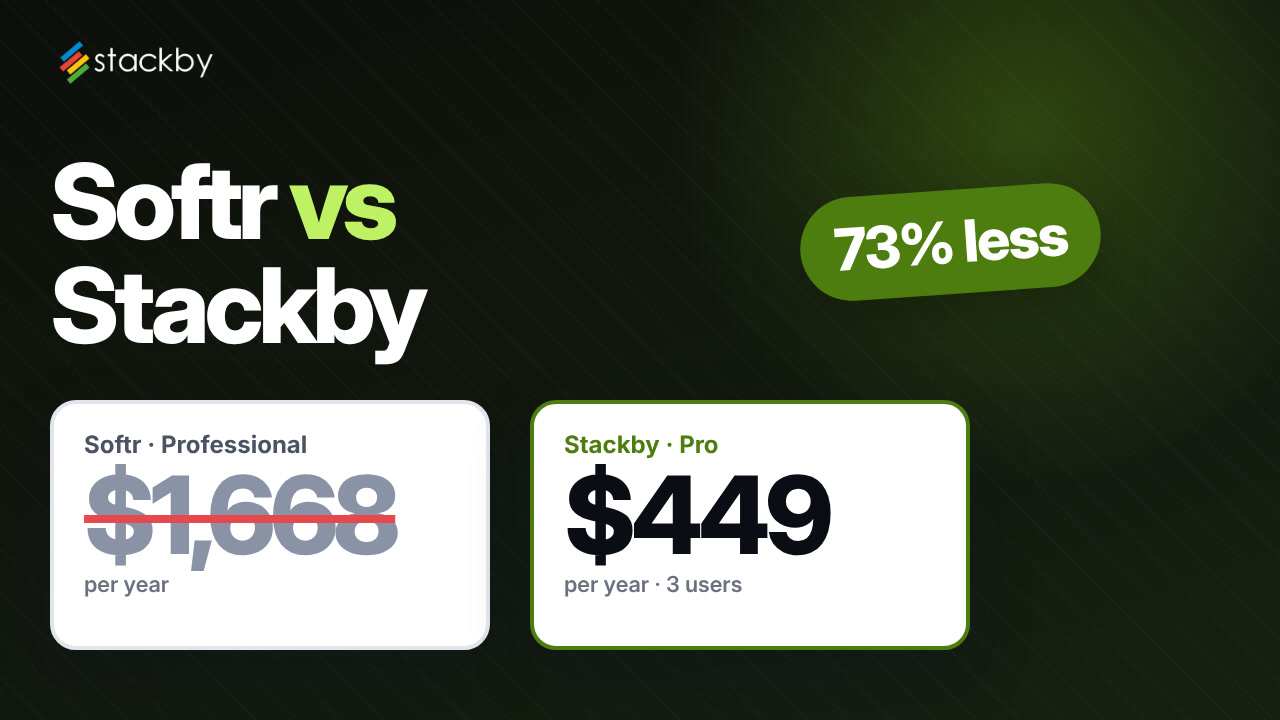 stackby
Softr vs
Stackby
73% less
Softr · Professional
$1,668
per year
Stackby · Pro
$449
per year · 3 users